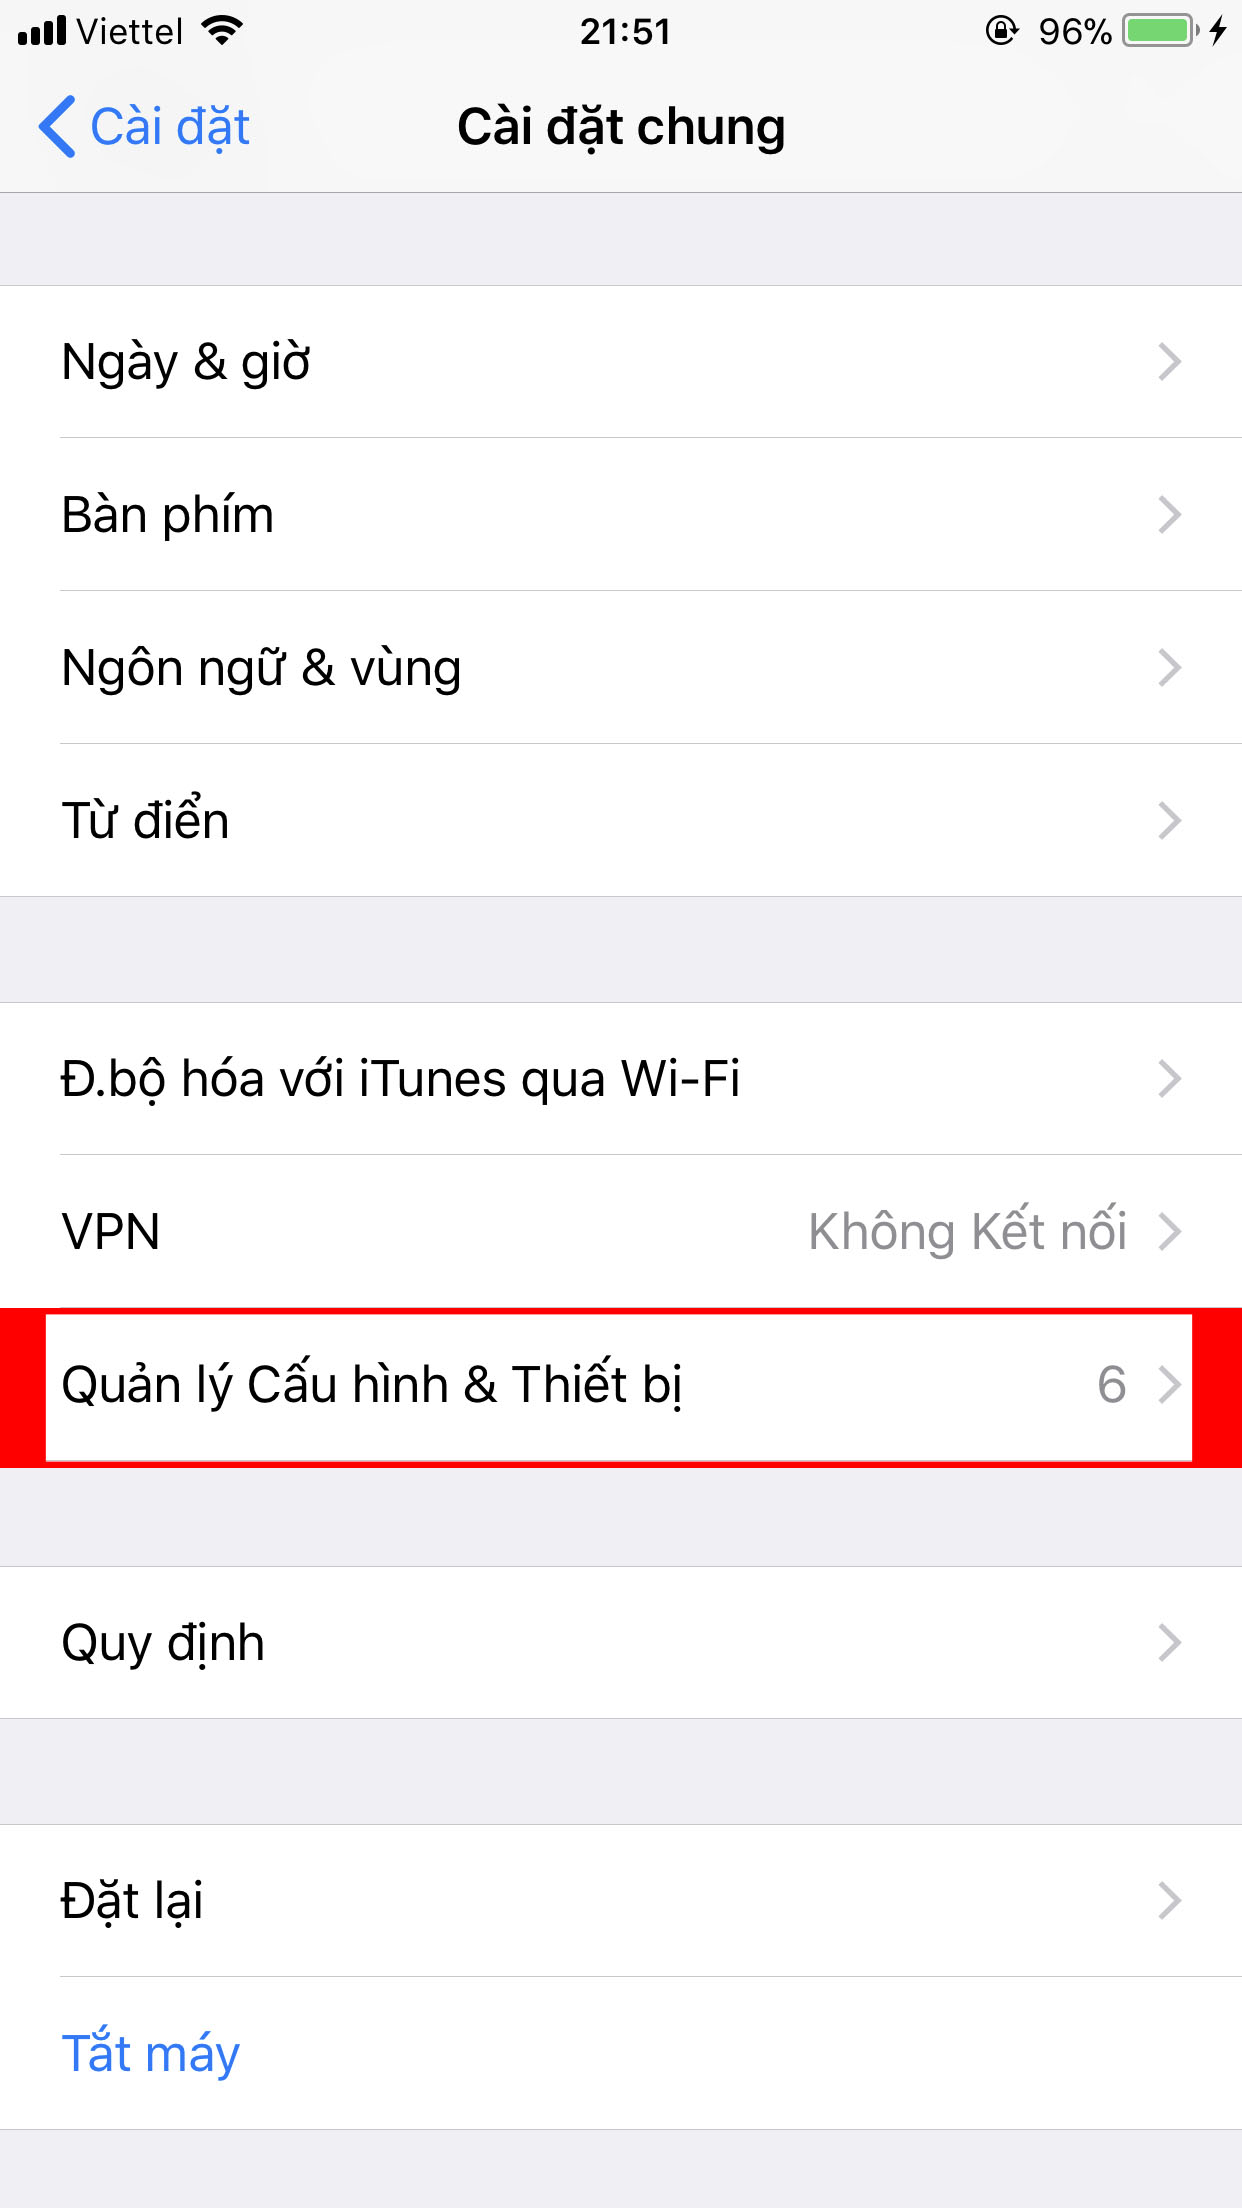 Viettel 21:51 96%
Cài đặt Cài đặt chung
Ngày & giờ
Bàn phím
Ngôn ngữ & vùng
Từ điển
Đ.bộ hóa với iTunes qua Wi-Fi
VPN Không Kết nối
Quản lý Cấu hình & Thiết bị 6
Quy định
Đặt lại
Tắt máy